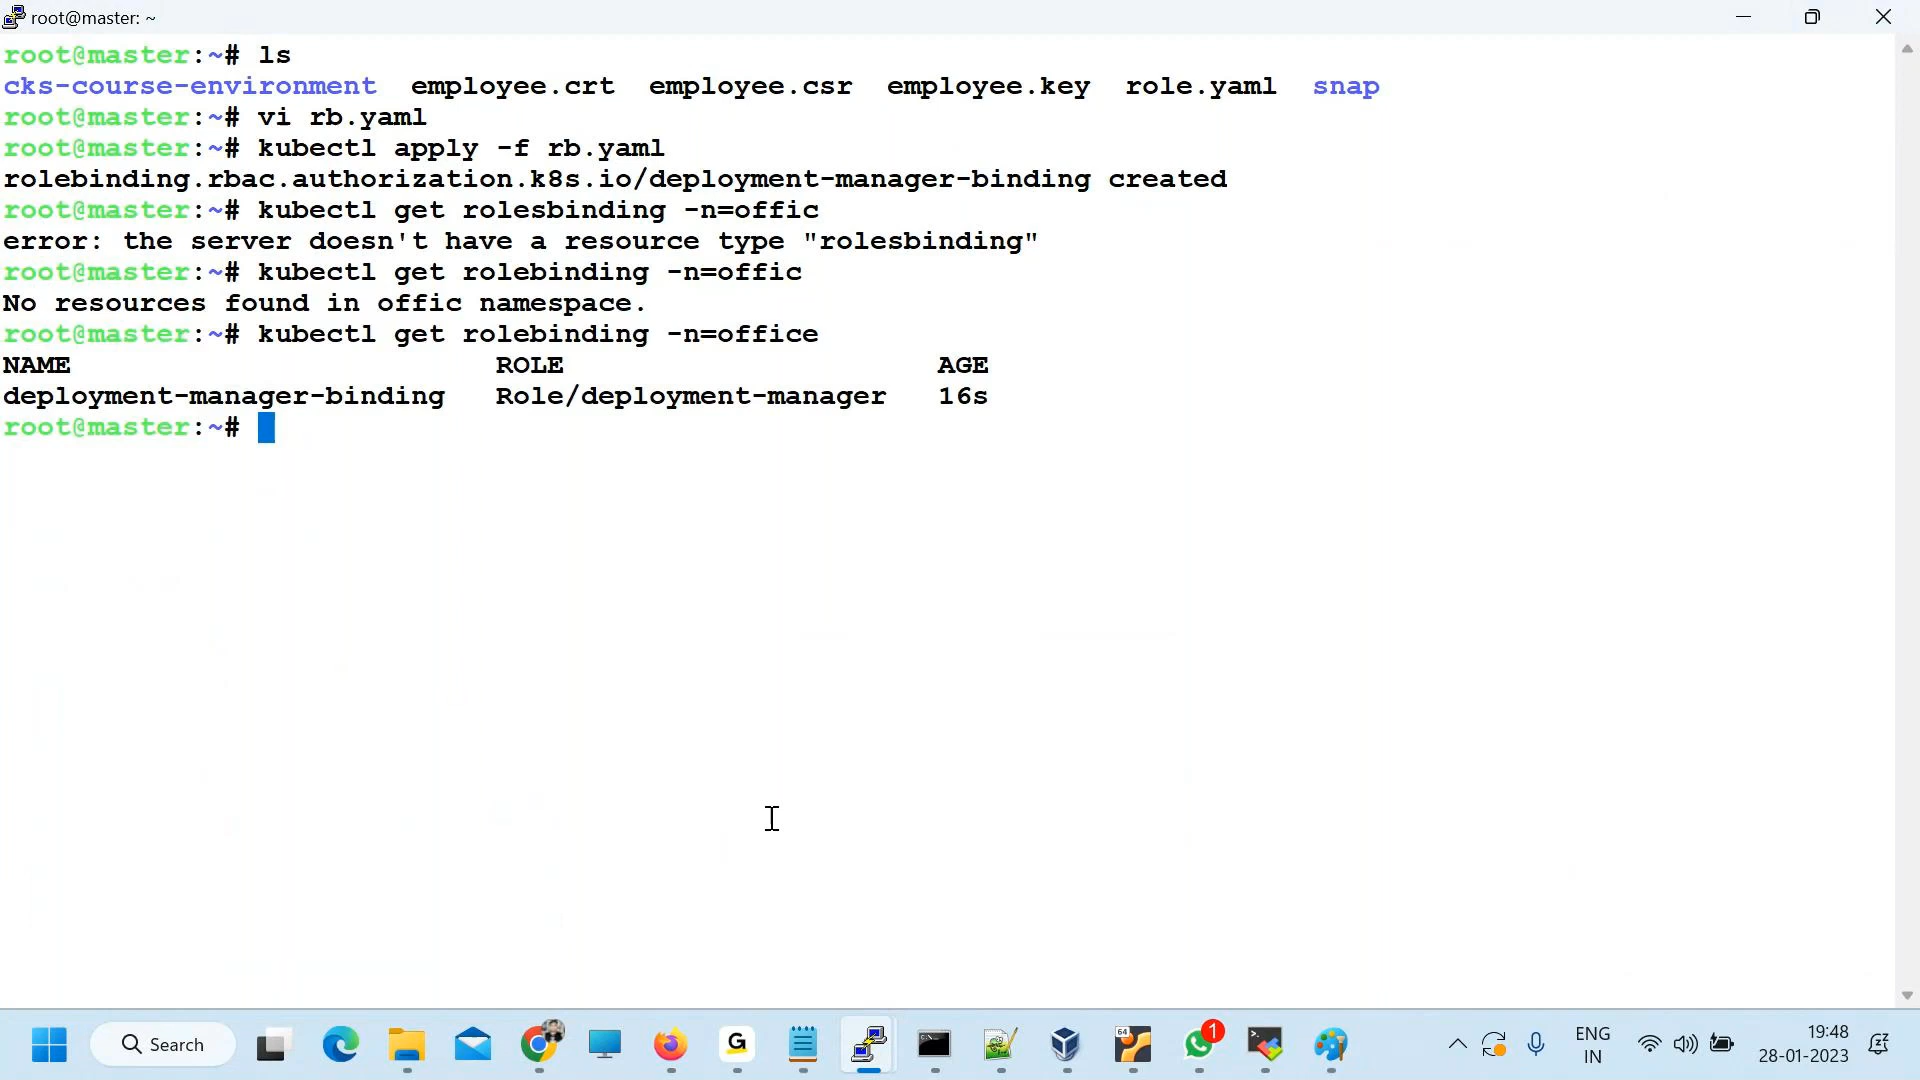 root@master: ~
root@master:~# ls
cks-course-environment employee.crt employee.csr employee.key role.yaml snap
root@master:~# vi rb.yaml
root@master:~# kubectl apply -f rb.yaml
rolebinding.rbac.authorization.k8s.io/deployment-manager-binding created
root@master:~# kubectl get rolesbinding -n=offic
error: the server doesn't have a resource type "rolesbinding"
root@master:~# kubectl get rolebinding -n=offic
No resources found in offic namespace.
root@master:~# kubectl get rolebinding -n=office
NAME ROLE AGE
deployment-manager-binding Role/deployment-manager 16s
root@master:~#
Search
G
64
1
ENG
IN
19:48
28-01-2023